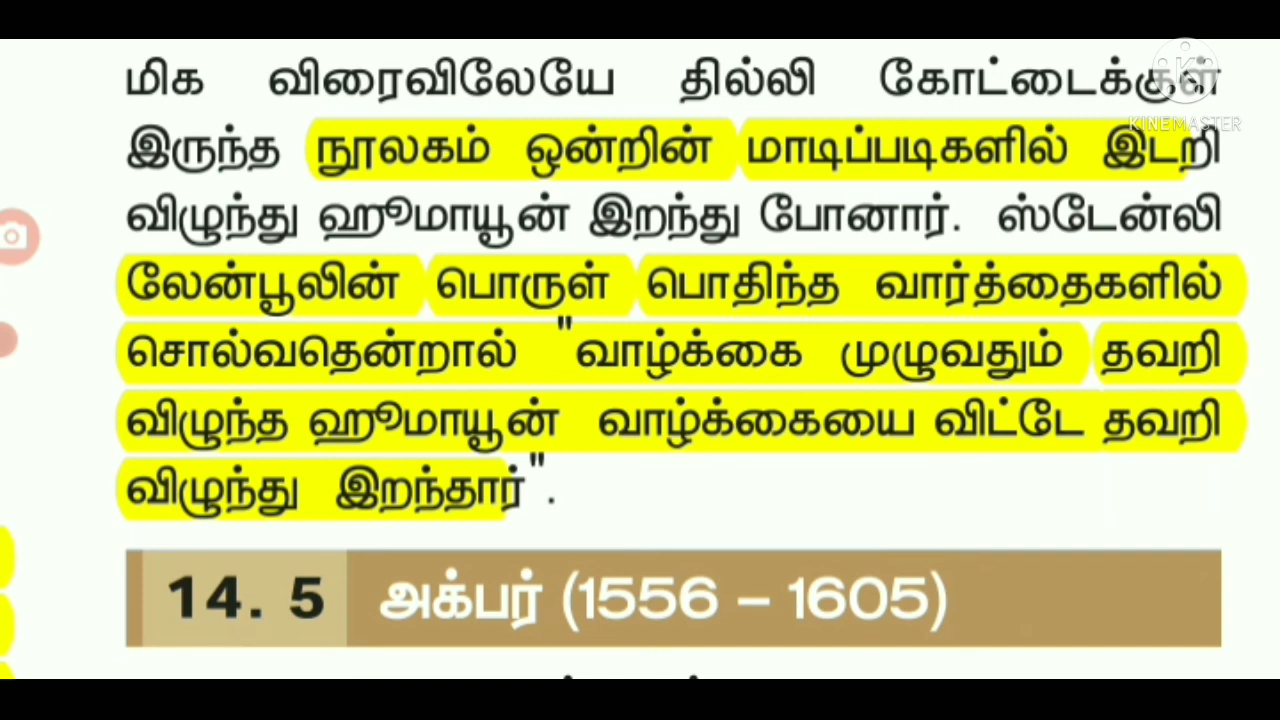 மிக விரைவிலேயே தில்லி கோட்டைக்குள்
KINEMASTER
இருந்த நூலகம் ஒன்றின் மாடிப்படிகளில் இடறி
விழுந்து ஹூமாயூன் இறந்து போனார். ஸ்டேன்லி
லேன்பூலின் பொருள் பொதிந்த வார்த்தைகளில்
சொல்வதென்றால் "வாழ்க்கை முழுவதும் தவறி
விழுந்த ஹூமாயூன் வாழ்க்கையை விட்டே தவறி
விழுந்து இறந்தார்".
14. 5 அக்பர் (1556 – 1605)